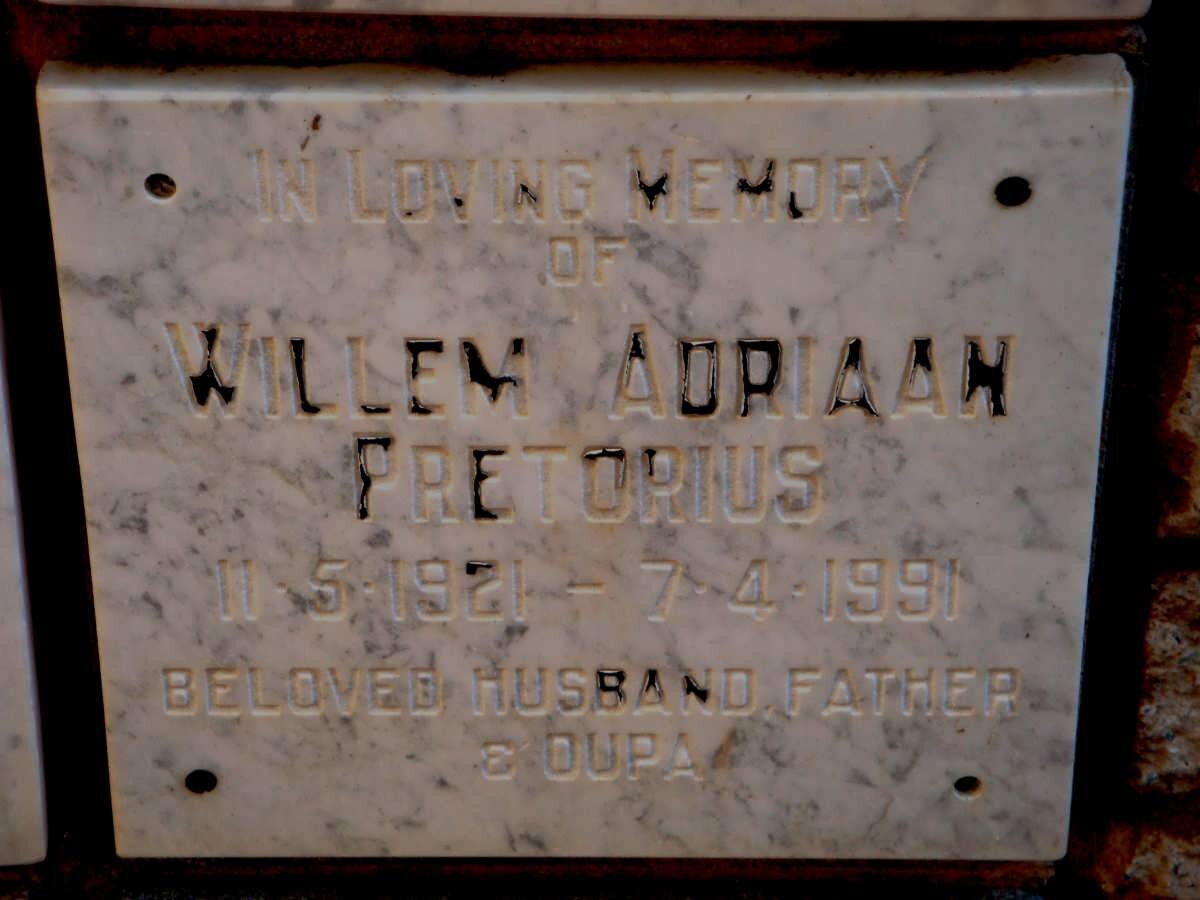 IN LOVING MEMORY
OF
WILLEM ADRIAAN
PRETORIUS
11·5·1921 – 7·4·1991
BELOVED HUSBAND, FATHER
& OUPA